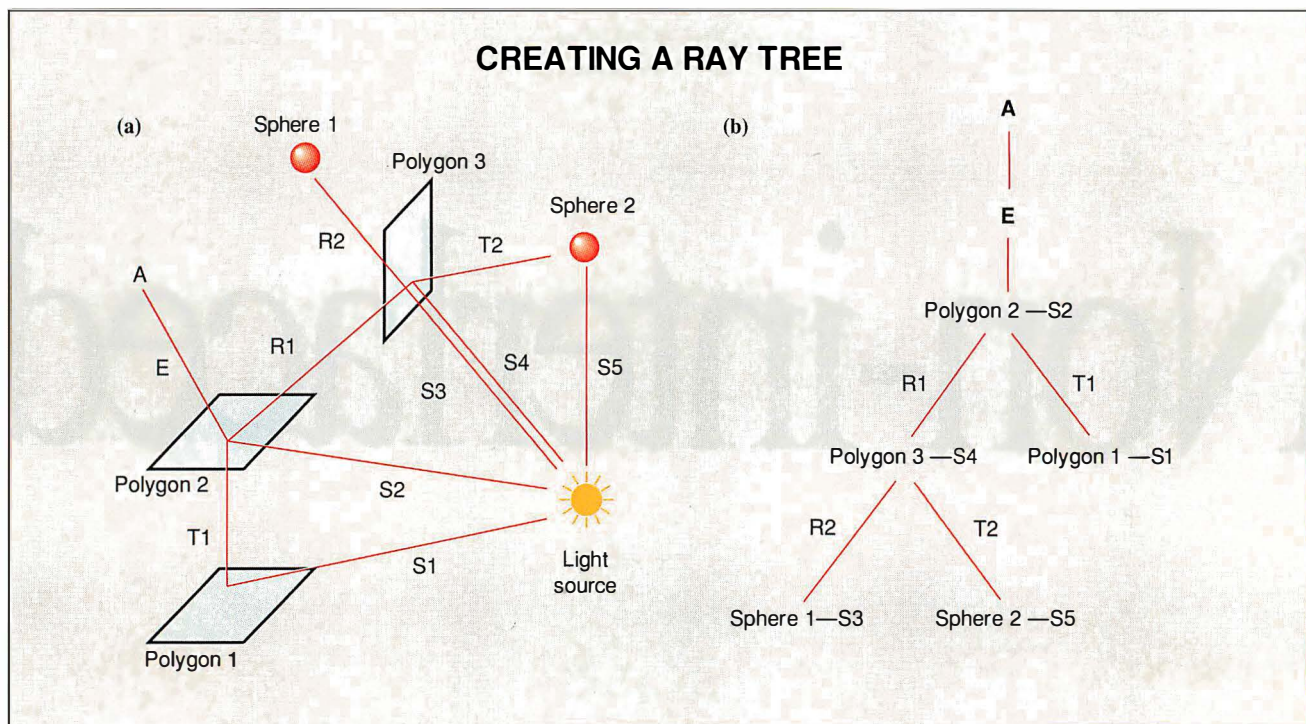 CREATING A RAY TREE
(a)
Sphere 1
Polygon 3
Sphere 2
R2
T2
A
R1
E
S4
S3
S5
Polygon 2
S2
T1
S1
Light
source
Polygon 1
(b)
A
E
Polygon 2 —S2
R1
T1
Polygon 3 —S4
Polygon 1 —S1
R2
T2
Sphere 1—S3
Sphere 2 —S5